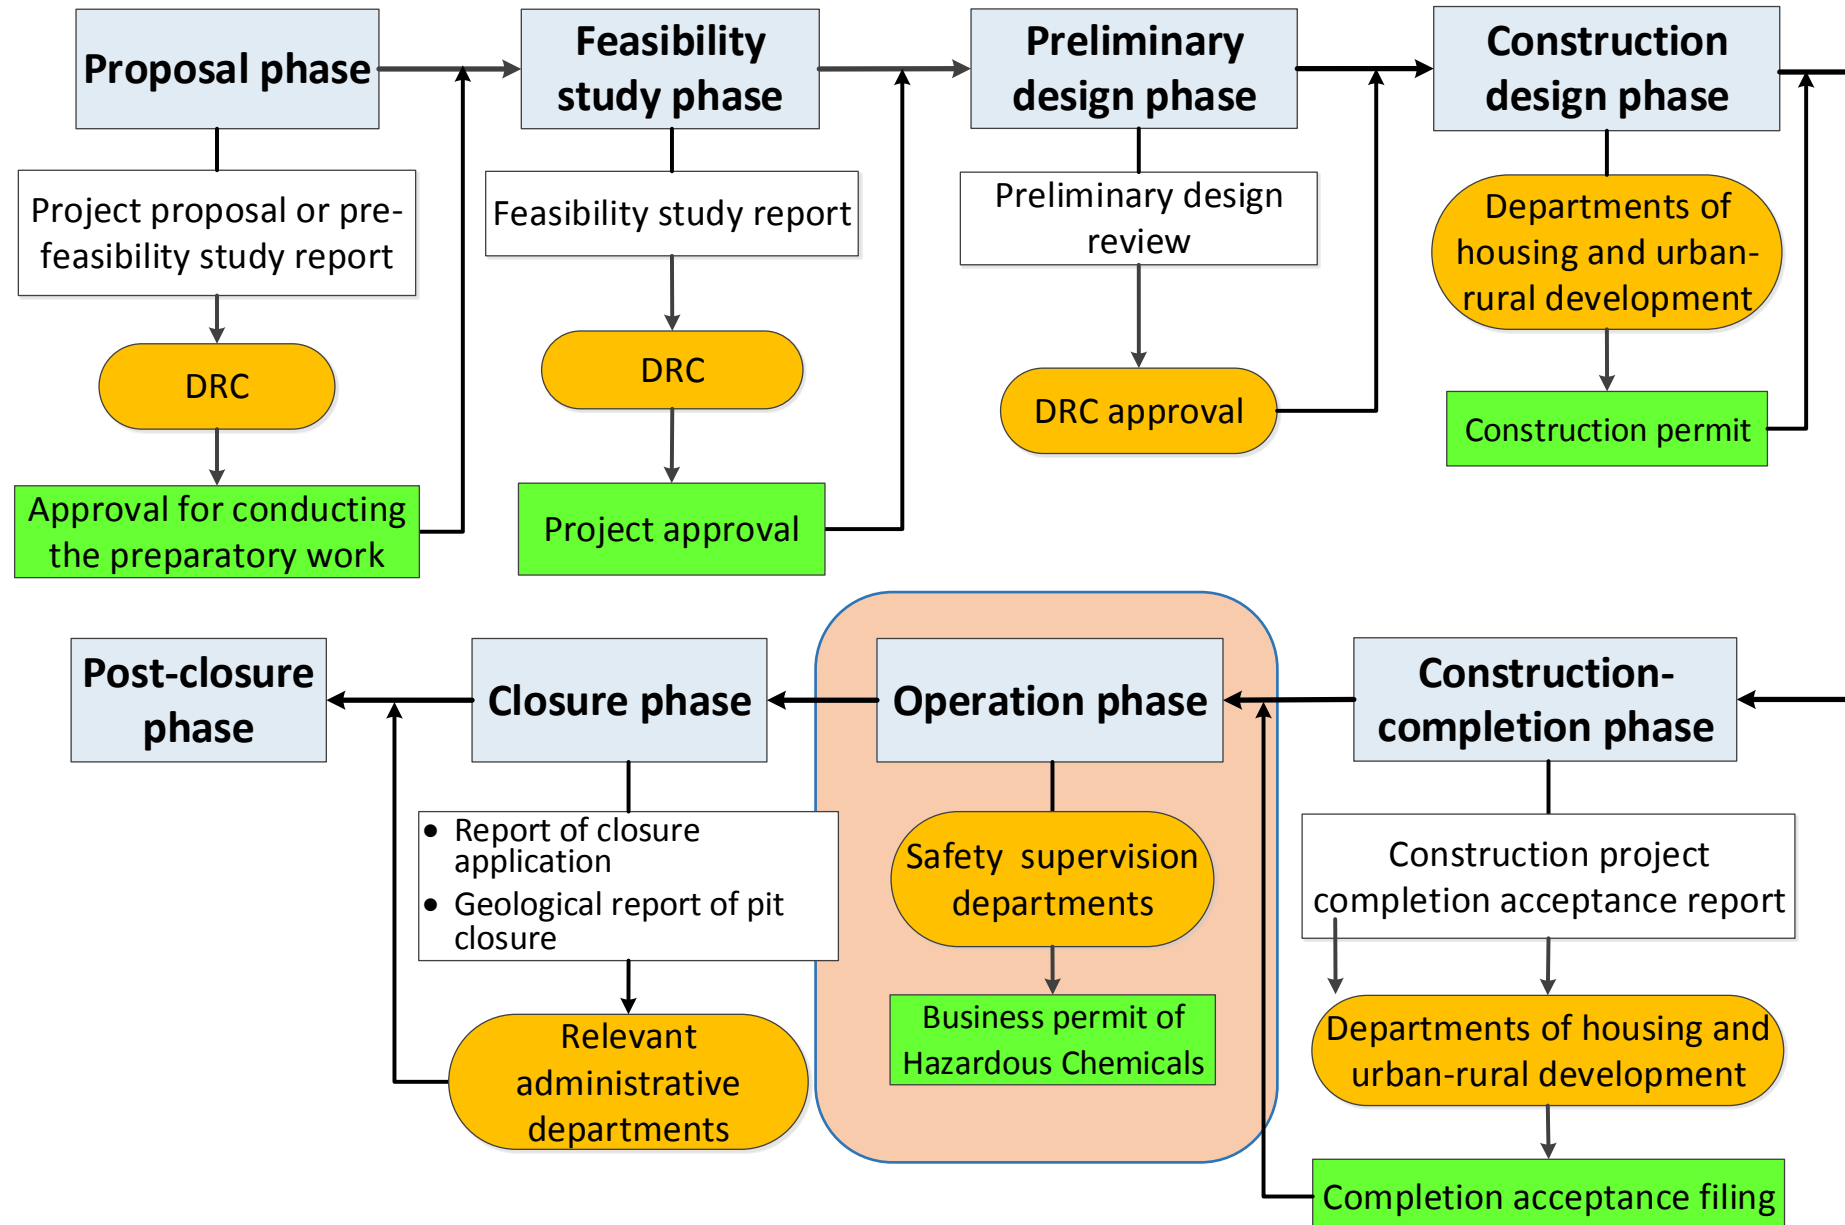 Proposal phase
Feasibility
study phase
Preliminary
design phase
Construction
design phase
Project proposal or pre-
feasibility study report
Feasibility study report
Preliminary design
review
Departments of
housing and urban-
rural development
DRC
DRC
DRC approval
Construction permit
Approval for conducting
the preparatory work
Project approval
Post-closure
phase
Closure phase
Operation phase
Construction-
completion phase
• Report of closure
application
• Geological report of pit
closure
Safety supervision
departments
Construction project
completion acceptance report
Relevant
administrative
departments
Business permit of
Hazardous Chemicals
Departments of housing and
urban-rural development
Completion acceptance filing